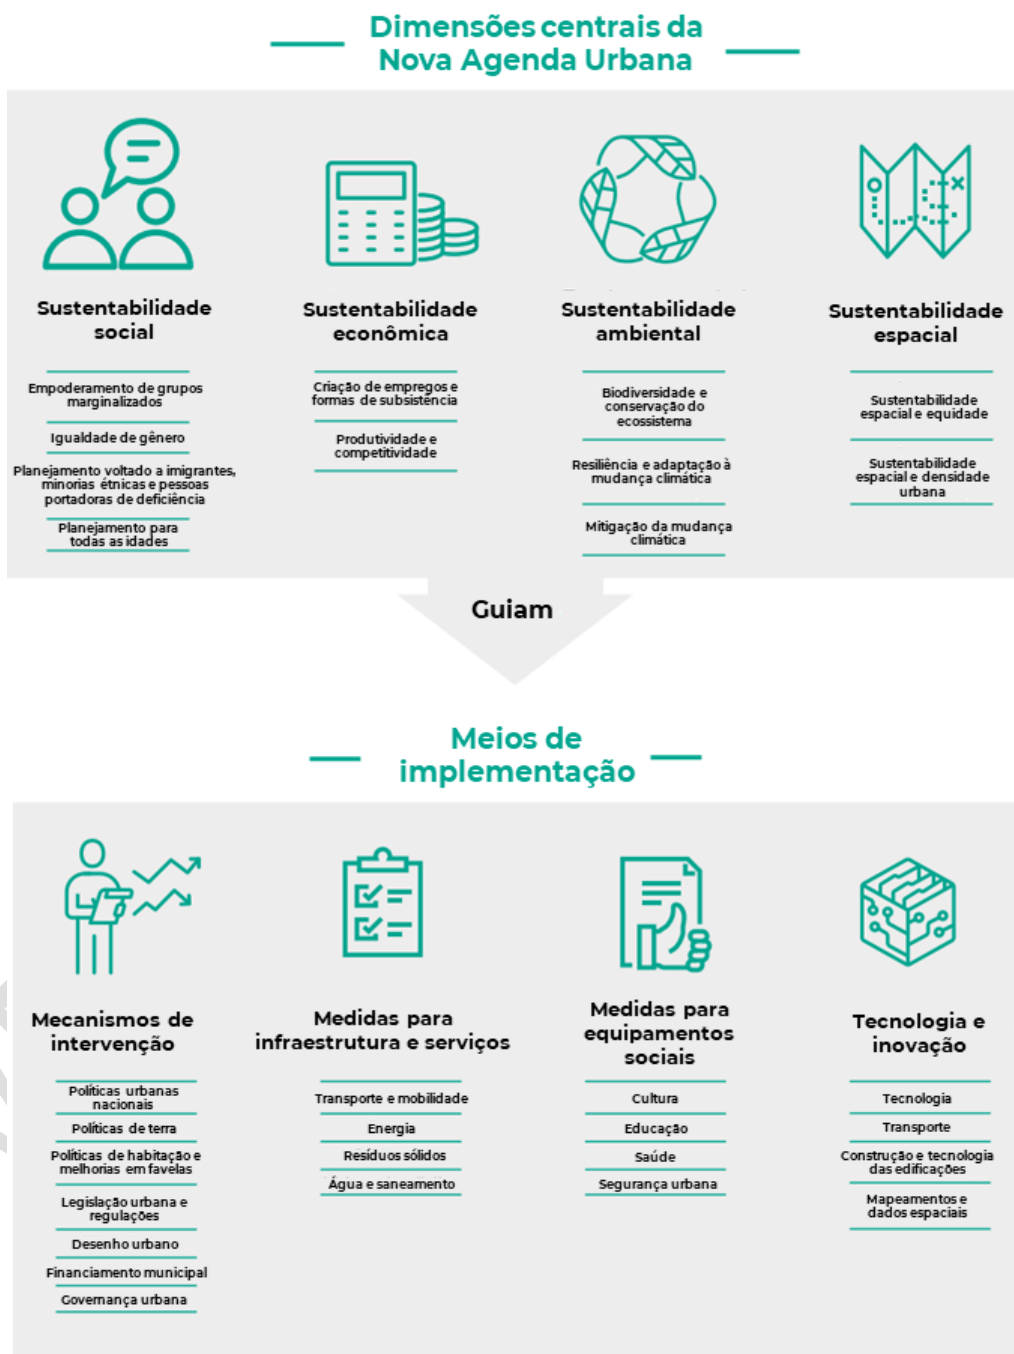 Dimensões centrais da
Nova Agenda Urbana
Sustentabilidade
social
Empoderamento de grupos
marginalizados
Igualdade de gênero
Planejamento voltado a imigrantes,
minorias étnicas e pessoas
portadoras de deficiência
Planejamento para
todas as idades
Sustentabilidade
econômica
Criação de empregos e
formas de subsistência
Produtividade e
competitividade
Sustentabilidade
ambiental
Biodiversidade e
conservação do
ecossistema
Resiliência e adaptação à
mudança climática
Mitigação da mudança
climática
Sustentabilidade
espacial
Sustentabilidade
espacial e equidade
Sustentabilidade
espacial e densidade
urbana
Guiam
Meios de
implementação
Mecanismos de
intervenção
Políticas urbanas
nacionais
Políticas de terra
Políticas de habitação e
melhorias em favelas
Legislação urbana e
regulações
Desenho urbano
Financiamento municipal
Governança urbana
Medidas para
infraestrutura e serviços
Transporte e mobilidade
Energia
Resíduos sólidos
Água e saneamento
Medidas para
equipamentos
sociais
Cultura
Educação
Saúde
Segurança urbana
Tecnologia e
inovação
Tecnologia
Transporte
Construção e tecnologia
das edificações
Mapeamentos e
dados espaciais